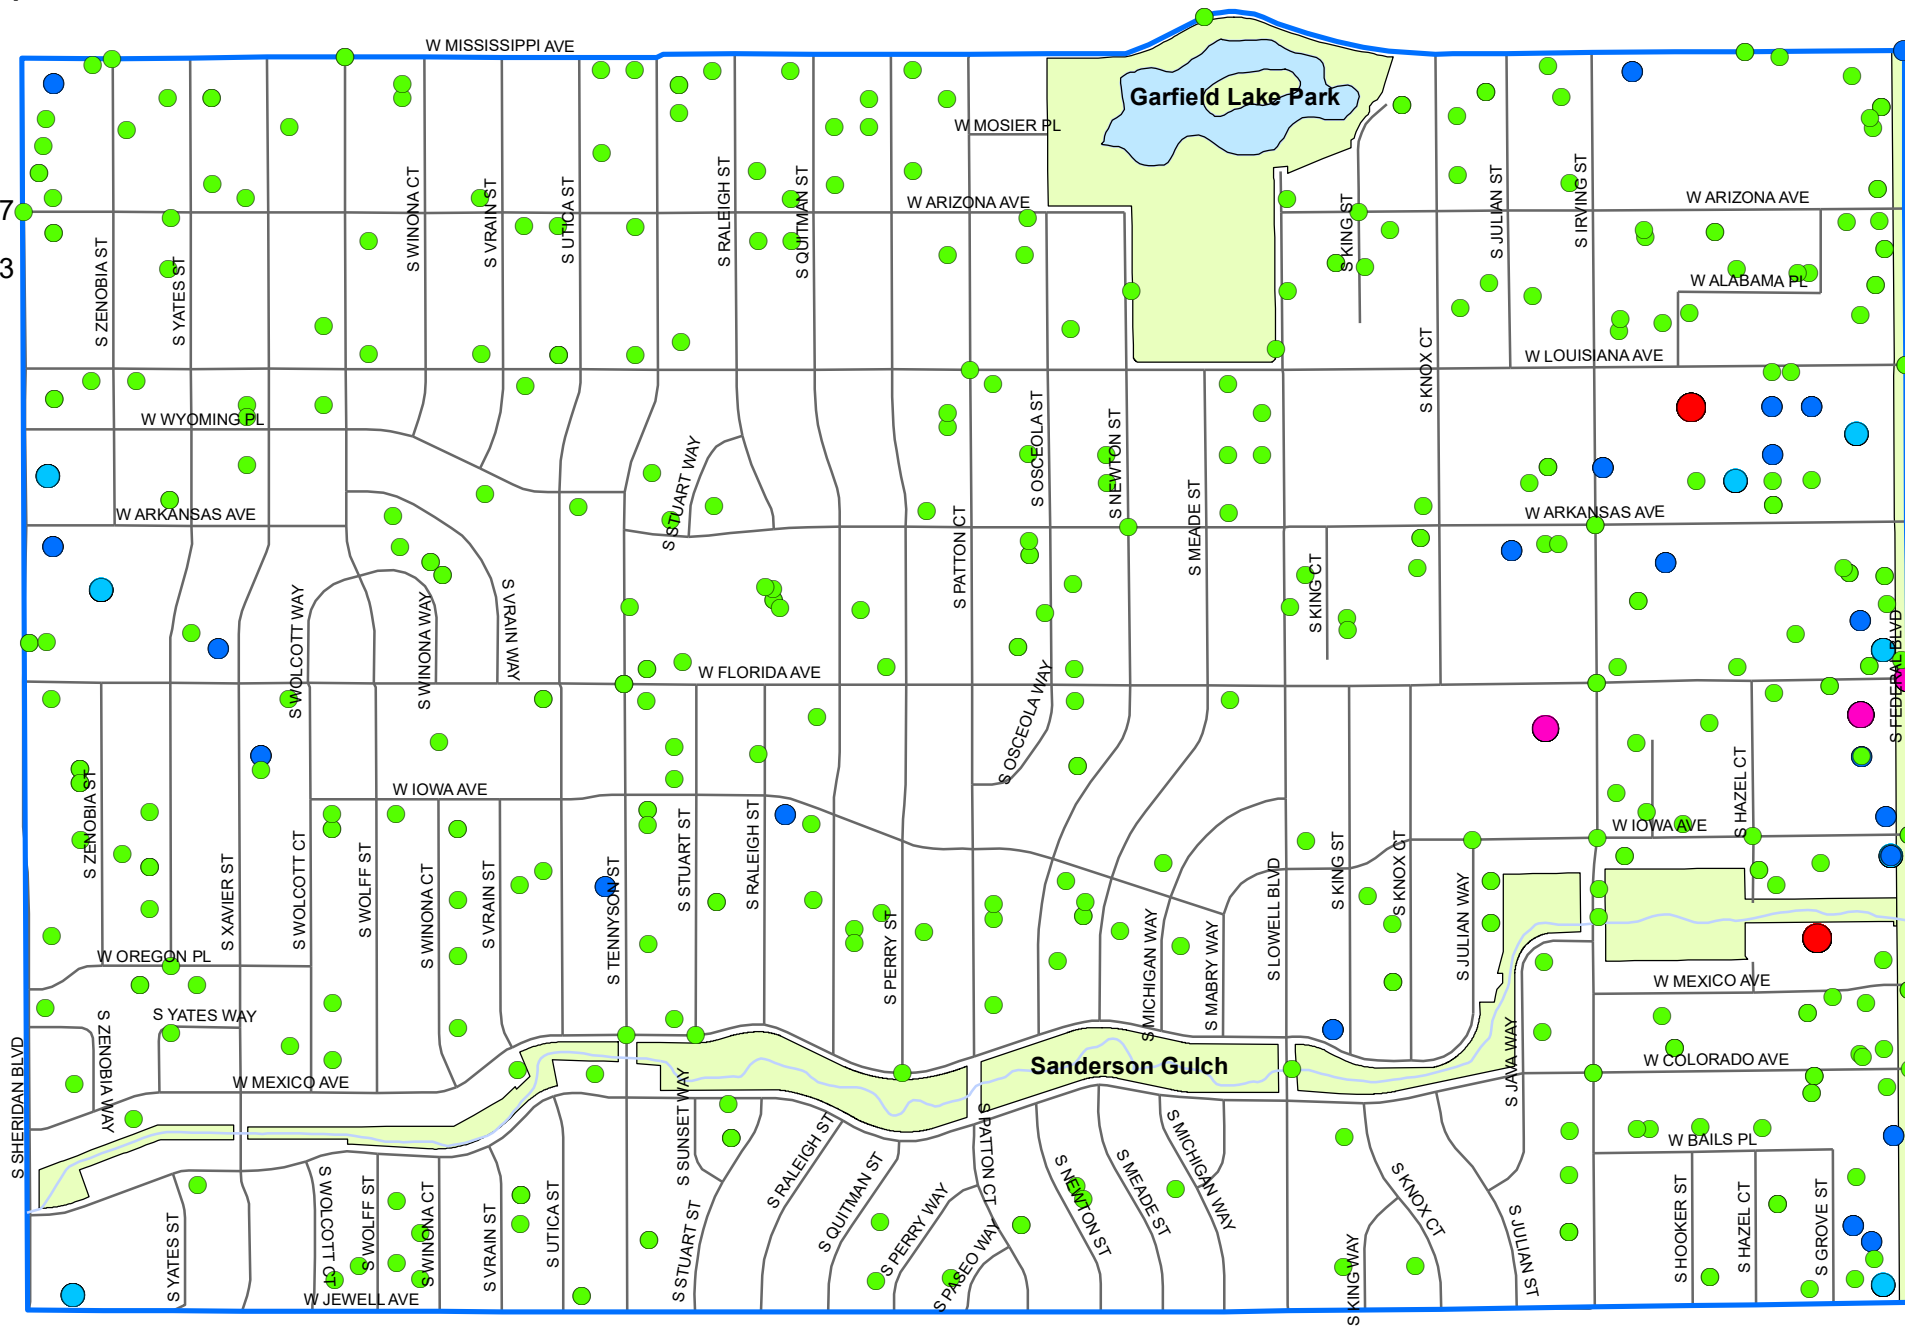 W MISSISSIPPI AVE
Garfield Lake Park
W MOSIER PL
7
W ARIZONA AVE
W ARIZONA AVE
3
S ZENOBIA ST
S YATES ST
S WINONA CT
S VRAIN ST
S UTICA ST
S RALEIGH ST
S QUITMAN ST
S KING ST
S JULIAN ST
S IRVING ST
W ALABAMA PL
W LOUISIANA AVE
S KNOX CT
W WYOMING PL
S STUART WAY
S OSCEOLA ST
S NEWTON ST
S MEADE ST
W ARKANSAS AVE
W ARKANSAS AVE
S PATTON CT
S KING CT
S WOLCOTT WAY
S WINONA WAY
S VRAIN WAY
W FLORIDA AVE
S OSCEOLA WAY
S FEDERAL BLVD
S ZENOBIA ST
W IOWA AVE
W IOWA AVE
S HAZEL CT
S XAVIER ST
S WOLCOTT CT
S WOLFF ST
S WINONA CT
S VRAIN ST
S TENNYSON ST
S STUART ST
S RALEIGH ST
S PERRY ST
S MICHIGAN WAY
S MABRY WAY
S LOWELL BLVD
S KING ST
S KNOX CT
S JULIAN WAY
W OREGON PL
W MEXICO AVE
S YATES WAY
S ZENOBIA WAY
S SHERIDAN BLVD
W MEXICO AVE
Sanderson Gulch
S JAVA WAY
W COLORADO AVE
S SUNSET WAY
W BAILS PL
S RALEIGH ST
S QUITMAN ST
S PERRY WAY
S PASEO WAY
S PATTON CT
S NEWTON ST
S MEADE ST
S MICHIGAN WAY
S KNOX CT
S JULIAN ST
S KING WAY
S YATES ST
S WOLCOTT CT
S WOLFF ST
S WINONA CT
S VRAIN ST
S UTICA ST
S STUART ST
S HOOKER ST
S HAZEL CT
S GROVE ST
W JEWELL AVE